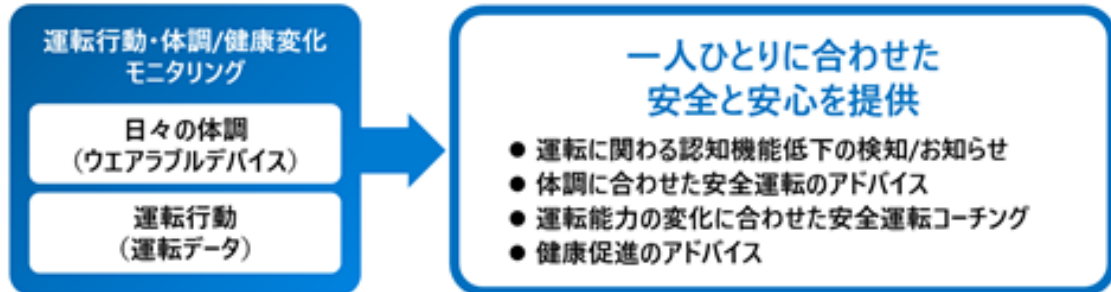 運転行動・体調/健康変化
モニタリング
日々の体調
(ウエアラブルデバイス)
運転行動
(運転データ)
一人ひとりに合わせた
安全と安心を提供
● 運転に関わる認知機能低下の検知/お知らせ
● 体調に合わせた安全運転のアドバイス
● 運転能力の変化に合わせた安全運転コーチング
● 健康促進のアドバイス